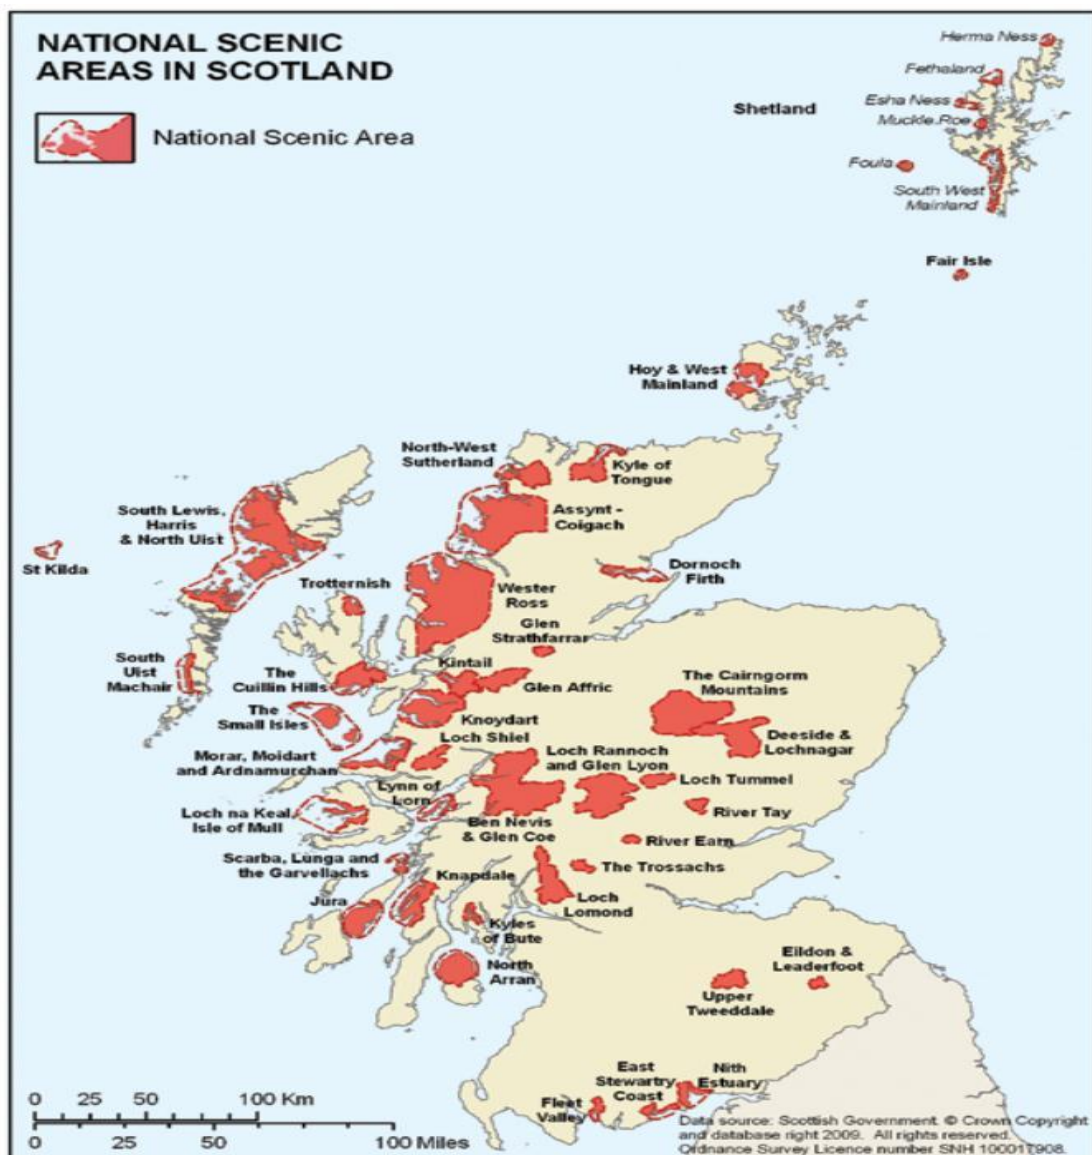 NATIONAL SCENIC
AREAS IN SCOTLAND
National Scenic Area
Herma Ness
Fethaland
Esha Ness
Shetland
Muckle Roe
Foula
South West
Mainland
Fair Isle
Hoy & West
Mainland
North-West
Sutherland
Kyle of
Tongue
South Lewis,
Harris
& North Uist
Assynt -
Coigach
St Kilda
Dornoch
Firth
Trotternish
Wester
Ross
Glen
Strathfarrar
South
Uist
Machair
The
Cuillin Hills
Kintail
Glen Affric
The Cairngorm
Mountains
The
Small Isles
Knoydart
Loch Shiel
Deeside &
Lochnagar
Morar, Moidart
and Ardnamurchan
Loch Rannoch
and Glen Lyon
Loch Tummel
Lynn of
Lorn
Loch na Keal,
Isle of Mull
Ben Nevis
& Glen Coe
River Tay
River Earn
Scarba, Lunga and
the Garvellachs
The Trossachs
Knapdale
Jura
Loch
Lomond
Kyles
of Bute
North
Arran
Eildon &
Leaderfoot
Upper
Tweeddale
East
Stewartry
Coast
Nith
Estuary
Fleet
Valley
0 25 50 100 Km
0 25 50 100 Miles
Data source: Scottish Government. © Crown Copyright
and database right 2009. All rights reserved.
Ordnance Survey Licence number SNH 100017908.